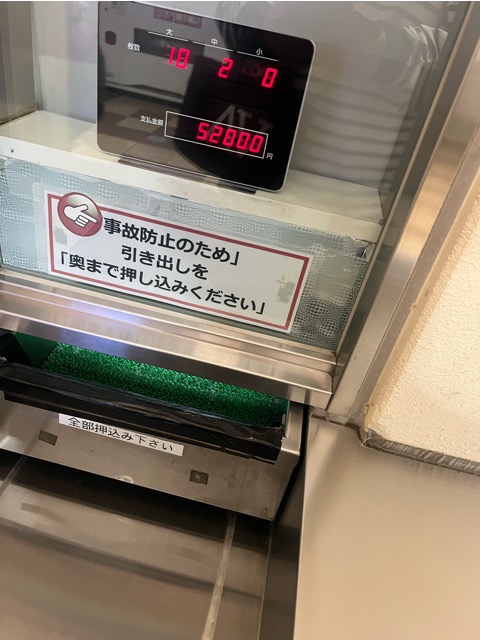 大 中 小
枚数 10 2 0
支払金額 52000 円
事故防止のため」
引き出しを
「奥まで押し込みください」
全部押込み下さい